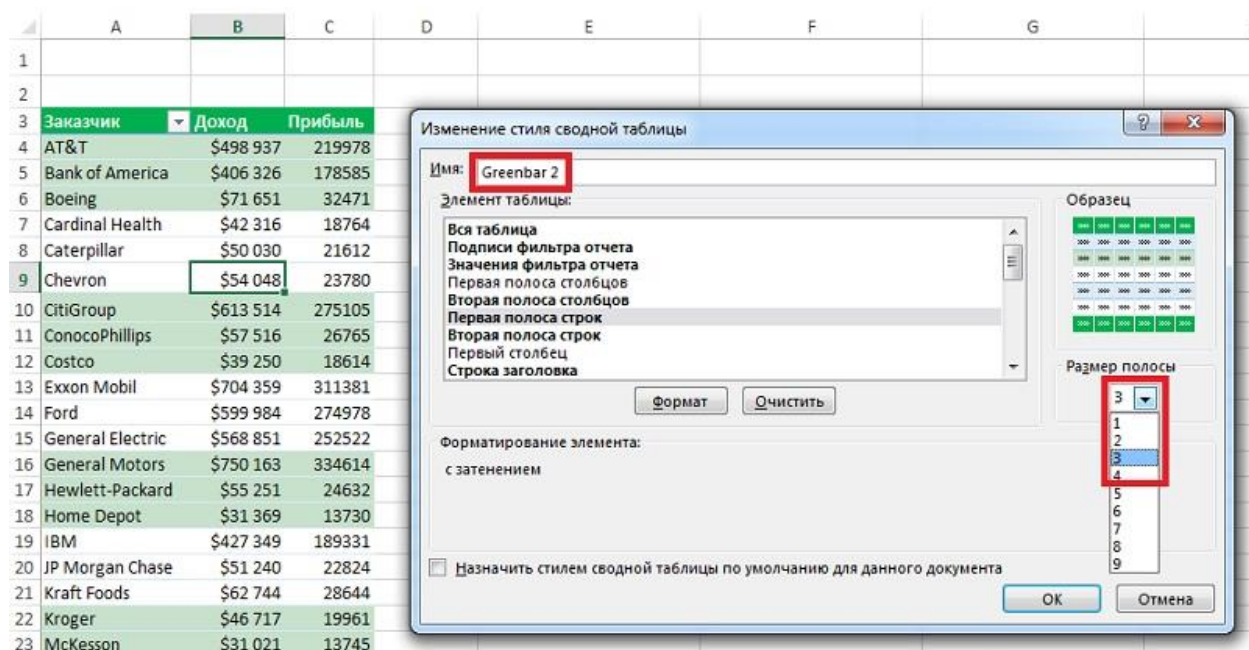 A B C D E F G
1
2
3 Заказчик Доход Прибыль
4 AT&T $498 937 219978
5 Bank of America $406 326 178585
6 Boeing $71 651 32471
7 Cardinal Health $42 316 18764
8 Caterpillar $50 030 21612
9 Chevron $54 048 23780
10 CitiGroup $613 514 275105
11 ConocoPhillips $57 516 26765
12 Costco $39 250 18614
13 Exxon Mobil $704 359 311381
14 Ford $599 984 274978
15 General Electric $568 851 252522
16 General Motors $750 163 334614
17 Hewlett-Packard $55 251 24632
18 Home Depot $31 369 13730
19 IBM $427 349 189331
20 JP Morgan Chase $51 240 22824
21 Kraft Foods $62 744 28644
22 Kroger $46 717 19961
23 McKesson $31 021 13745
Изменение стиля сводной таблицы
Имя: Greenbar 2
Элемент таблицы:
Вся таблица
Подписи фильтра отчета
Значения фильтра отчета
Первая полоса столбцов
Вторая полоса столбцов
Первая полоса строк
Вторая полоса строк
Первый столбец
Строка заголовка
Образец
Размер полосы
3
1
2
3
4
5
6
7
8
9
Формат Очистить
Форматирование элемента:
с затенением
Назначить стилем сводной таблицы по умолчанию для данного документа
ОК Отмена